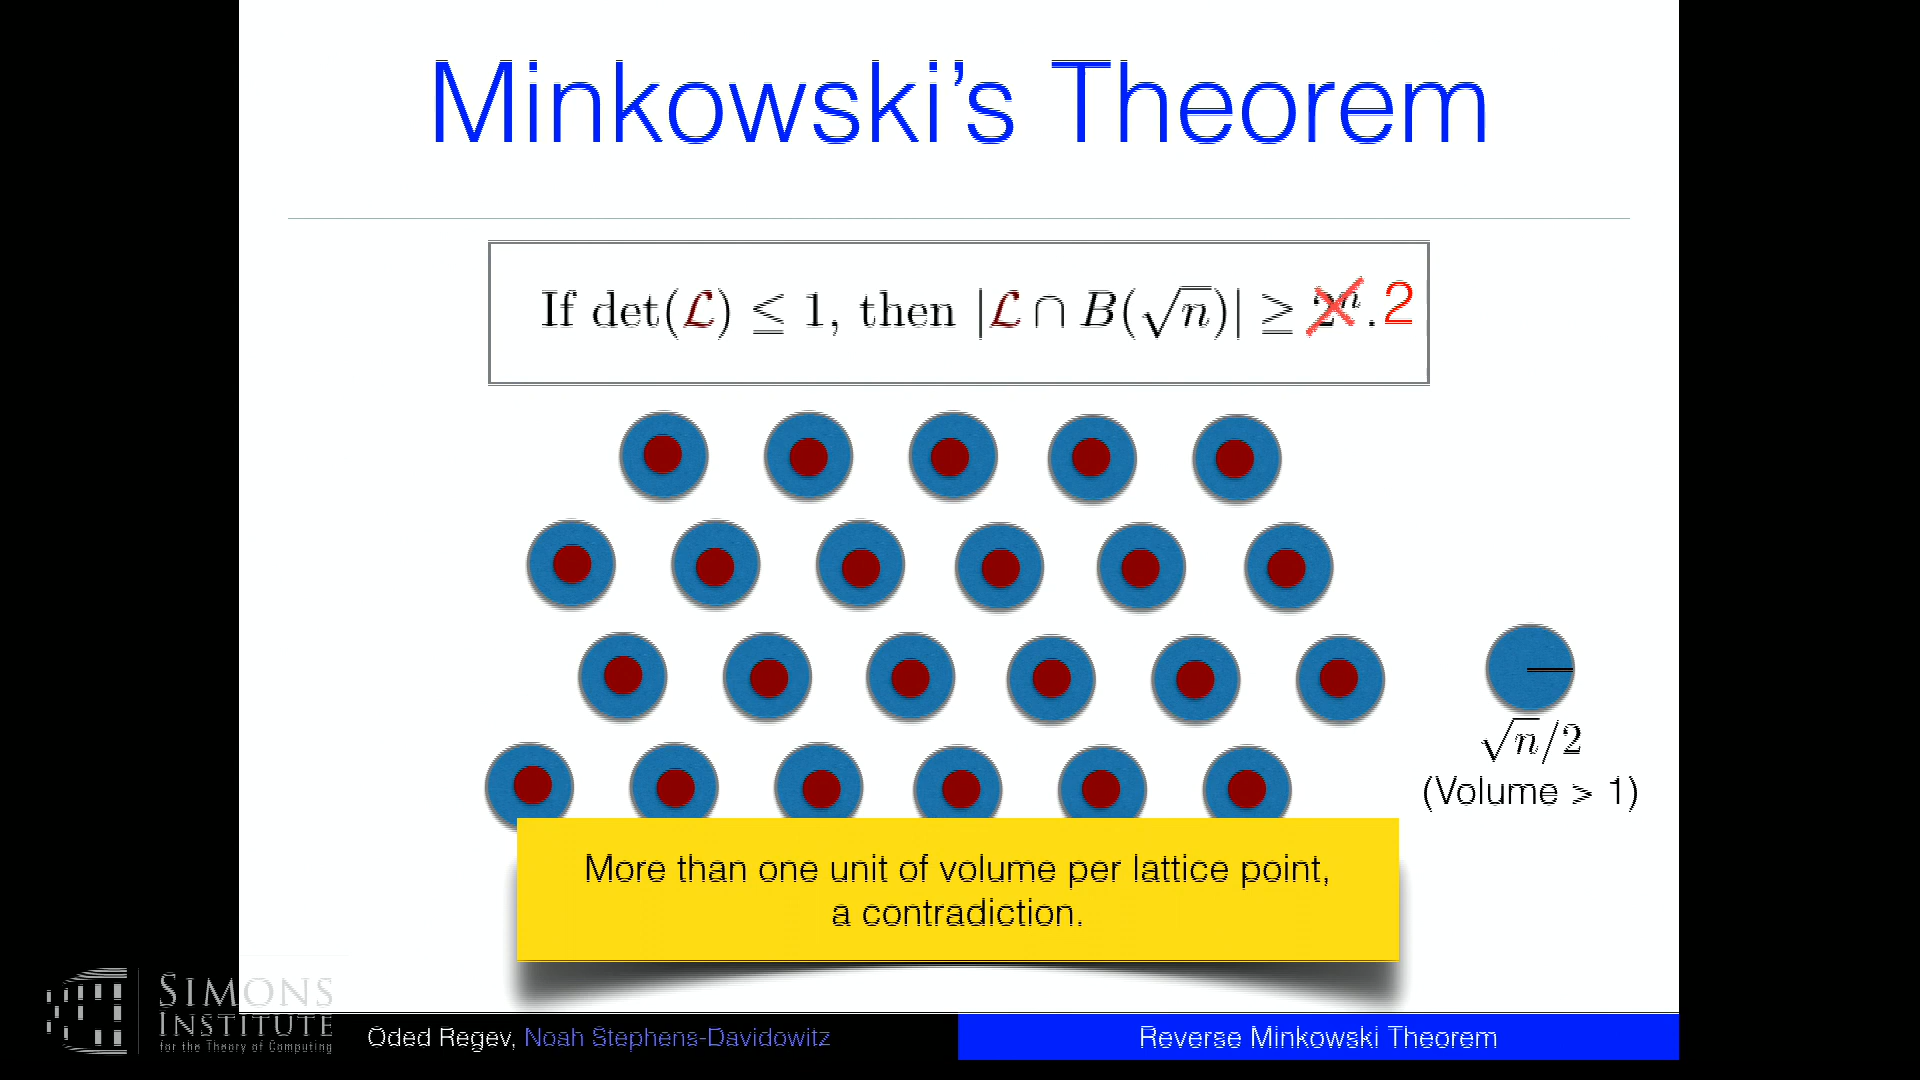 Minkowski's Theorem
If det(ℒ) ≤ 1, then |ℒ ∩ B(√n)| ≥ 2ⁿ. 2
√n/2
(Volume > 1)
More than one unit of volume per lattice point,
a contradiction.
SIMONS
INSTITUTE
for the Theory of Computing
Oded Regev, Noah Stephens-Davidowitz
Reverse Minkowski Theorem